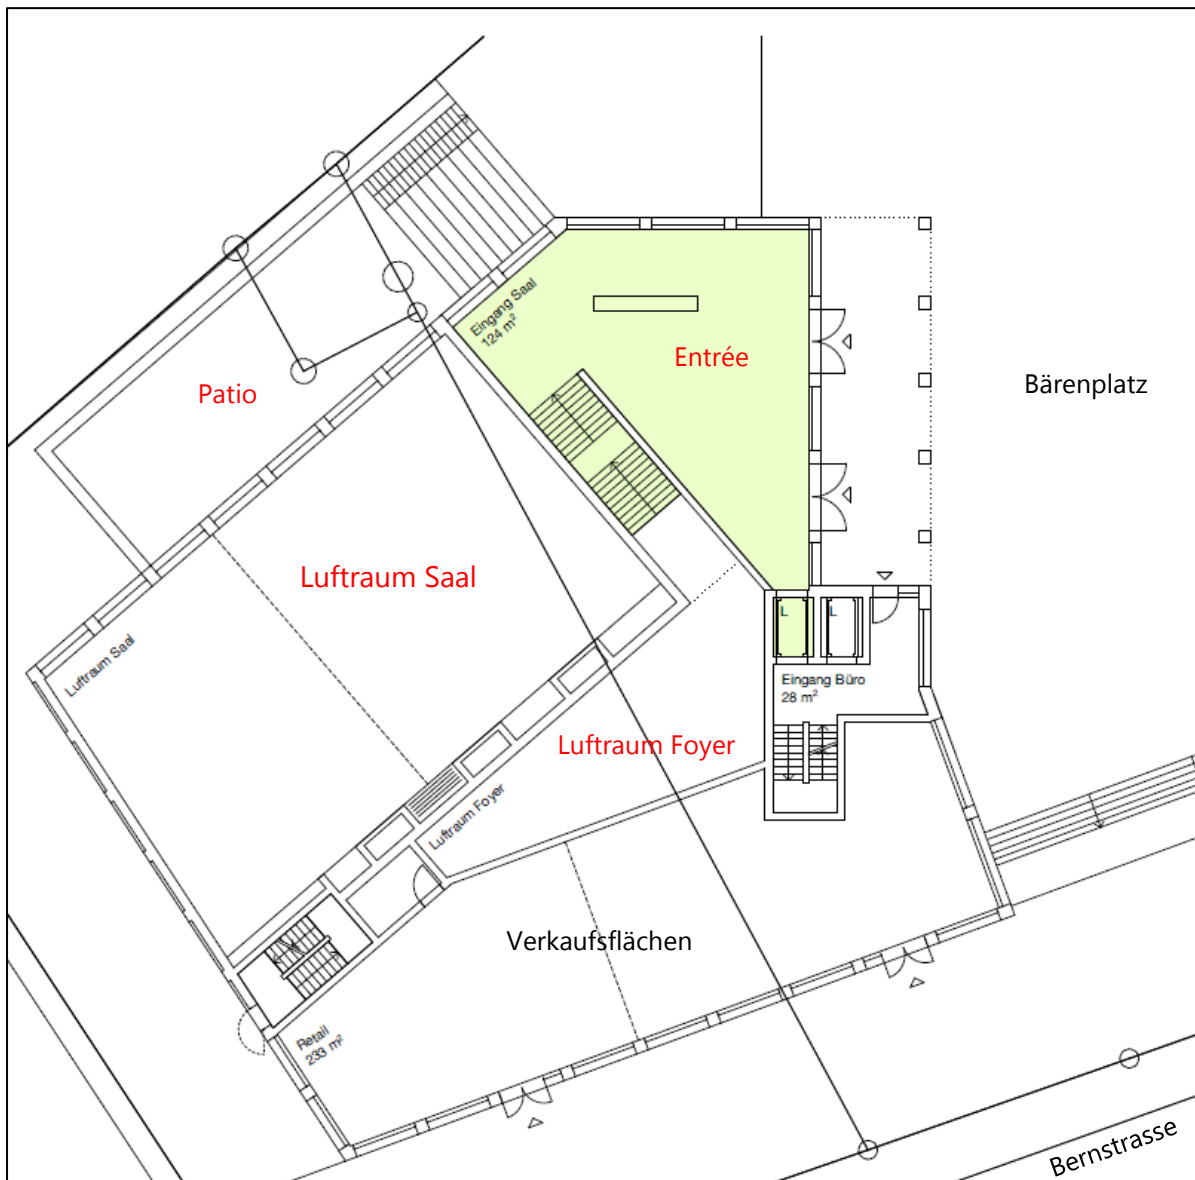 Eingang Saal
124 m²
Entrée
Bärenplatz
Patio
Luftraum Saal
L
L
Luftraum Saal
Eingang Büro
28 m²
Luftraum Foyer
Luftraum Foyer
Verkaufsflächen
Retail
233 m²
Bernstrasse